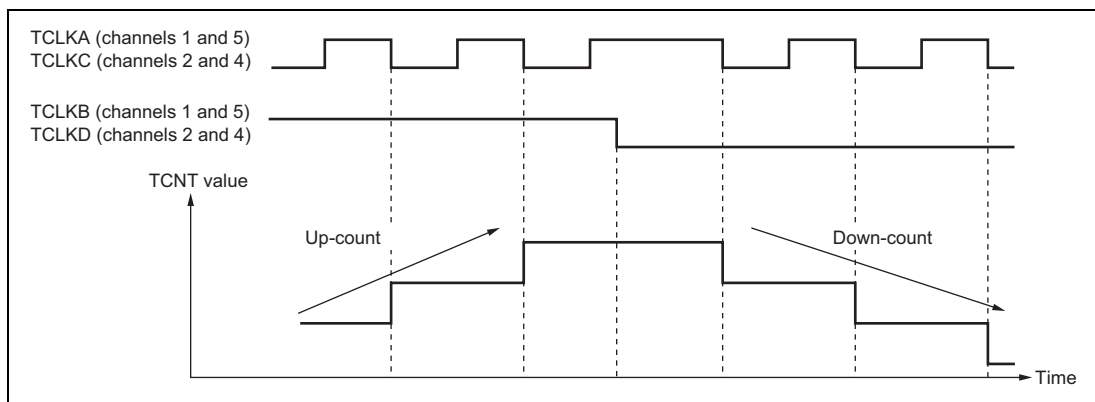 TCLKA (channels 1 and 5)
TCLKC (channels 2 and 4)
TCLKB (channels 1 and 5)
TCLKD (channels 2 and 4)
TCNT value
Up-count
Down-count
Time